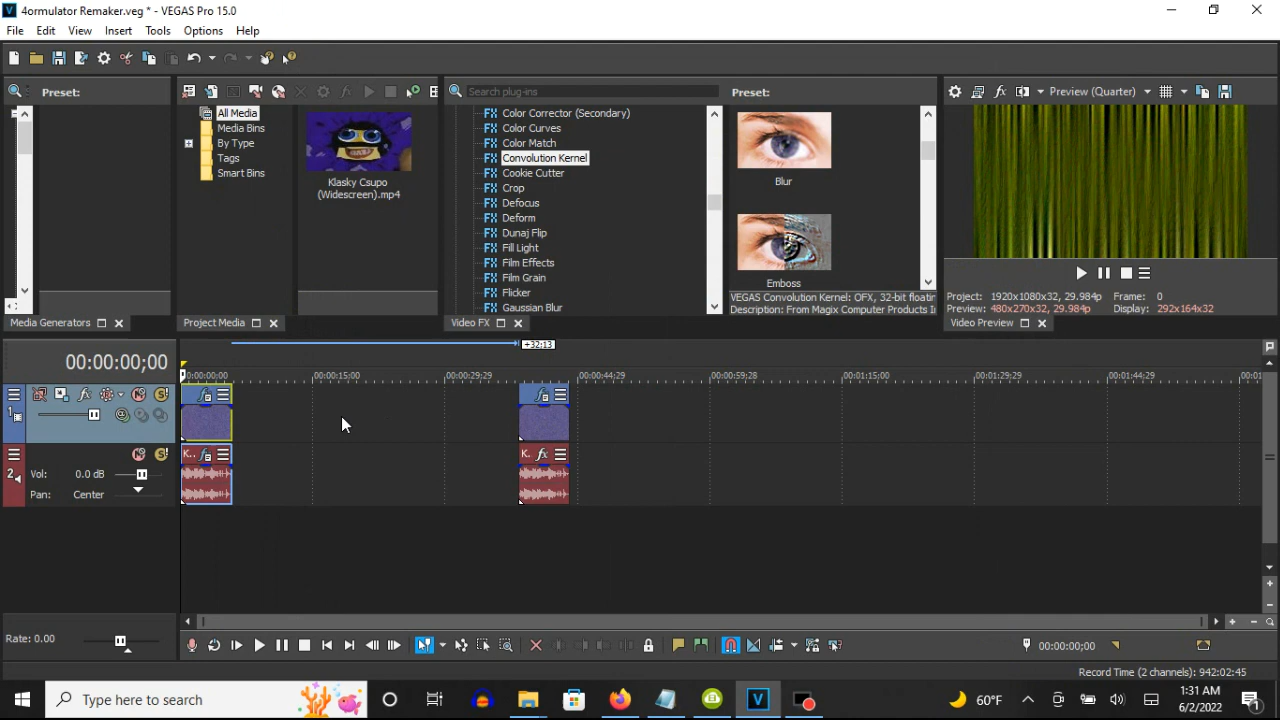 4ormulator Remaker.veg * - VEGAS Pro 15.0
File Edit View Insert Tools Options Help
Preset:
Search plug-ins
Preset:
Preview (Quarter)
All Media
Media Bins
By Type
Tags
Smart Bins
Klasky Csupo
(Widescreen).mp4
Color Corrector (Secondary)
Color Curves
Color Match
Convolution Kernel
Cookie Cutter
Crop
Defocus
Deform
Dunaj Flip
Fill Light
Film Effects
Film Grain
Flicker
Gaussian Blur
Blur
Emboss
VEGAS Convolution Kernel: OFX, 32-bit floatin
Description: From Magix Computer Products In
Project: 1920x1080x32, 29.984p Frame: 0
Preview: 480x270x32, 29.984p Display: 292x164x32
Media Generators
Project Media
Video FX
Video Preview
00:00:00;00
+32;13
00:00:00;00 00:00:15;00 00:00:29;29 00:00:44;29 00:00:59;28 00:01:15;00 00:01:29;29 00:01:44;29 00:0
1
2
K...
K.
Vol: 0.0 dB
Pan: Center
Rate: 0.00
00:00:00;00
Record Time (2 channels): 942:02:45
Type here to search
60°F
1:31 AM
6/2/2022
1